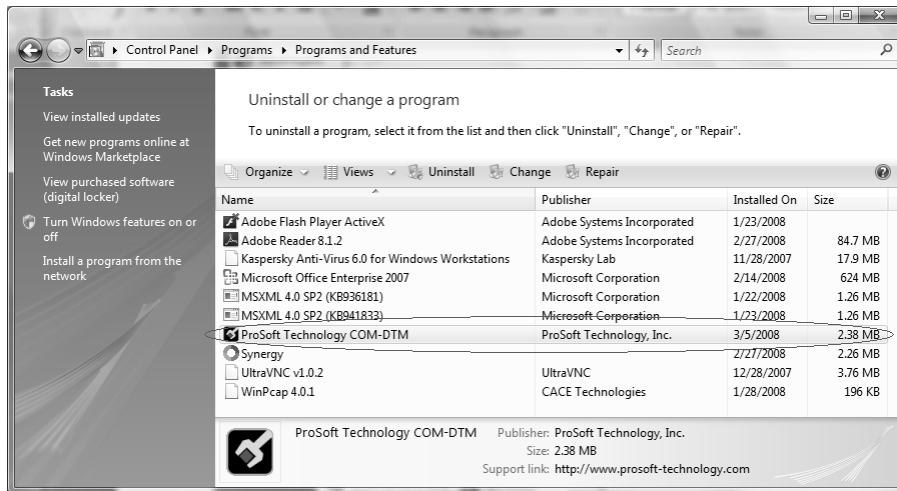 Control Panel ▸ Programs ▸ Programs and Features
Search
Tasks
View installed updates
Get new programs online at
Windows Marketplace
View purchased software
(digital locker)
Turn Windows features on or
off
Install a program from the
network
Uninstall or change a program
To uninstall a program, select it from the list and then click "Uninstall", "Change", or "Repair".
Organize Views Uninstall Change Repair
Name Publisher Installed On Size
Adobe Flash Player ActiveX Adobe Systems Incorporated 1/23/2008
Adobe Reader 8.1.2 Adobe Systems Incorporated 2/27/2008 84.7 MB
Kaspersky Anti-Virus 6.0 for Windows Workstations Kaspersky Lab 11/28/2007 17.9 MB
Microsoft Office Enterprise 2007 Microsoft Corporation 2/14/2008 624 MB
MSXML 4.0 SP2 (KB936181) Microsoft Corporation 1/22/2008 1.26 MB
MSXML 4.0 SP2 (KB941833) Microsoft Corporation 1/23/2008 1.26 MB
ProSoft Technology COM-DTM ProSoft Technology, Inc. 3/5/2008 2.38 MB
Synergy 2/27/2008 2.26 MB
UltraVNC v1.0.2 UltraVNC 12/28/2007 3.76 MB
WinPcap 4.0.1 CACE Technologies 1/28/2008 196 KB
ProSoft Technology COM-DTM Publisher: ProSoft Technology, Inc.
Size: 2.38 MB
Support link: http://www.prosoft-technology.com